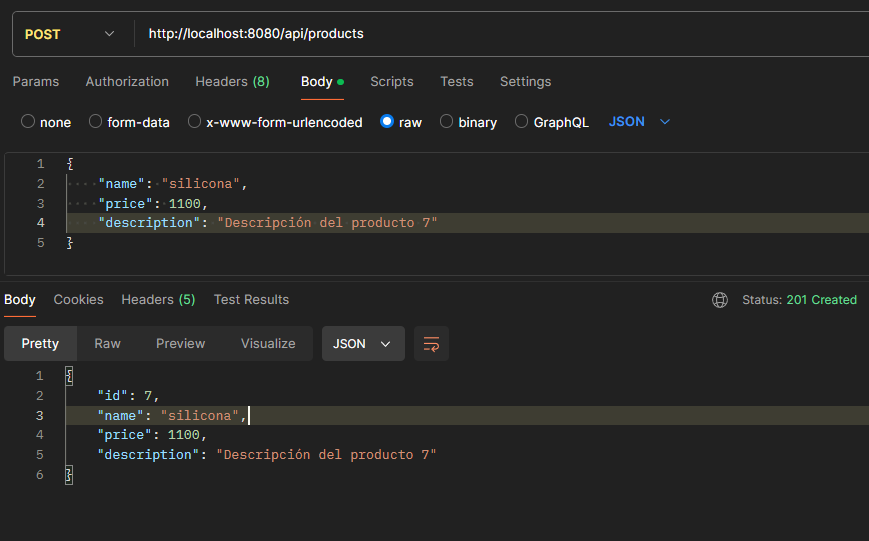 POST http://localhost:8080/api/products
Params Authorization Headers (8) Body Scripts Tests Settings
none form-data x-www-form-urlencoded raw binary GraphQL JSON
1 {
2 "name": "silicona",
3 "price": 1100,
4 "description": "Descripción del producto 7"
5 }
Body Cookies Headers (5) Test Results Status: 201 Created
Pretty Raw Preview Visualize JSON
1 {
2 "id": 7,
3 "name": "silicona",
4 "price": 1100,
5 "description": "Descripción del producto 7"
6 }